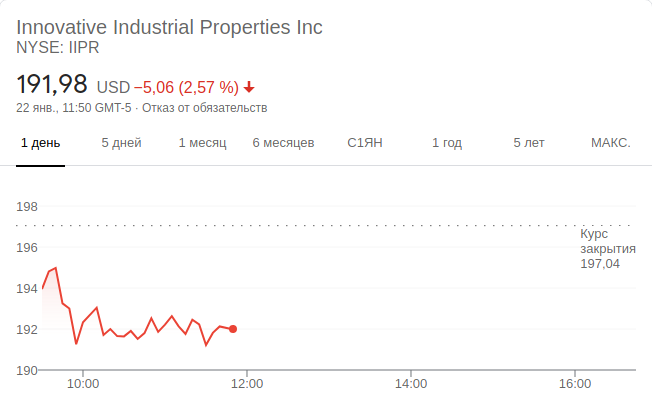 Innovative Industrial Properties Inc
NYSE: IIPR
191,98 USD −5,06 (2,57 %)
22 янв., 11:50 GMT-5 · Отказ от обязательств
1 день 5 дней 1 месяц 6 месяцев С1ЯН 1 год 5 лет МАКС.
198
Курс
196 закрытия
197,04
194
192
190
10:00 12:00 14:00 16:00